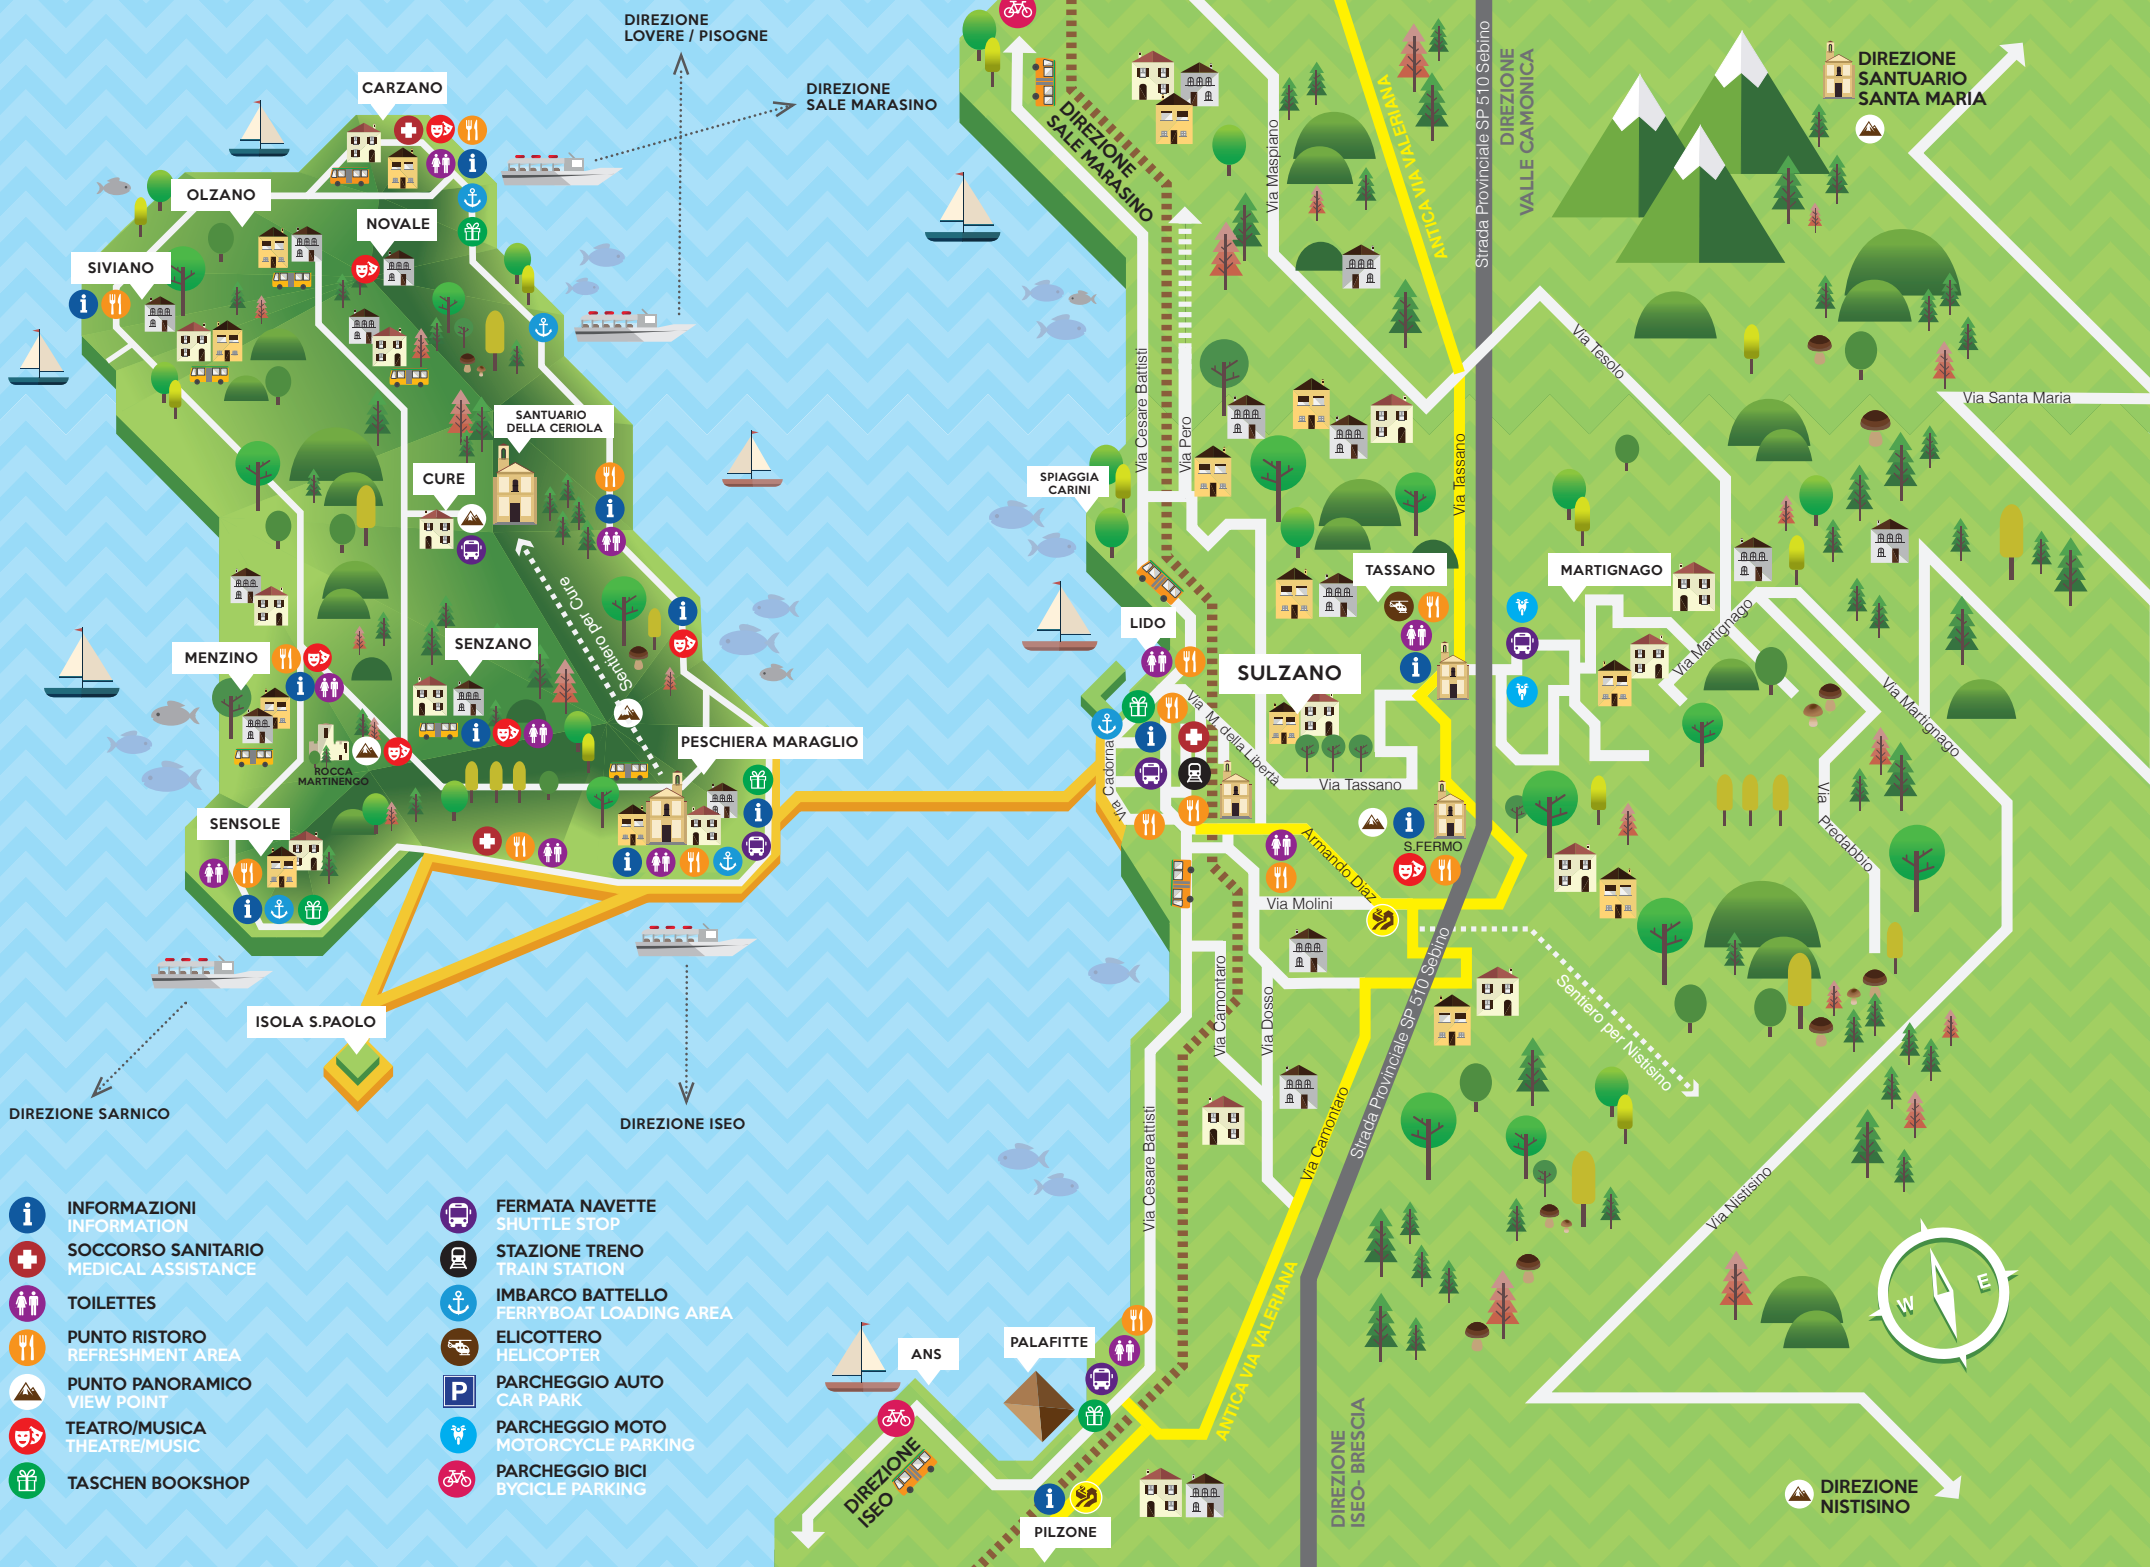 DIREZIONE
LOVERE / PISOGNE
DIREZIONE
SALE MARASINO
CARZANO
OLZANO
NOVALE
SIVIANO
SANTUARIO
DELLA CERIOLA
CURE
Sentiero per Cure
MENZINO
SENZANO
ROCCA
MARTINENGO
PESCHIERA MARAGLIO
SENSOLE
ISOLA S.PAOLO
DIREZIONE SARNICO
DIREZIONE ISEO
DIREZIONE
SALLE MARASINO
Via Maspiano
ANTICA VIA VALERIANA
Strada Provinciale SP 510 Sebino
DIREZIONE
VALLE CAMONICA
DIREZIONE
SANTUARIO
SANTA MARIA
Via Tesolo
Via Santa Maria
Via Cesare Battisti
Via Pero
Via Tassano
SPIAGGIA
CARINI
TASSANO
MARTIGNAGO
LIDO
SULZANO
Via Martignago
Via Martignago
Via M. della Libertà
Via Cadorna
Via Tassano
S.FERMO
Armando Diaz
Via Molini
Via Predabbio
Via Camontaro
Via Dosso
Strada Provinciale SP 510 Sebino
Sentiero per Nistisino
Via Cesare Battisti
Via Camontaro
Via Nistisino
ANTICA VIA VALERIANA
W
E
ANS
PALAFITTE
DIREZIONE
ISEO
PILZONE
DIREZIONE
ISEO- BRESCIA
DIREZIONE
NISTISINO
i INFORMAZIONI
INFORMATION
SOCCORSO SANITARIO
MEDICAL ASSISTANCE
TOILETTES
PUNTO RISTORO
REFRESHMENT AREA
PUNTO PANORAMICO
VIEW POINT
TEATRO/MUSICA
THEATRE/MUSIC
TASCHEN BOOKSHOP
FERMATA NAVETTE
SHUTTLE STOP
STAZIONE TRENO
TRAIN STATION
IMBARCO BATTELLO
FERRYBOAT LOADING AREA
ELICOTTERO
HELICOPTER
P PARCHEGGIO AUTO
CAR PARK
PARCHEGGIO MOTO
MOTORCYCLE PARKING
PARCHEGGIO BICI
BYCICLE PARKING